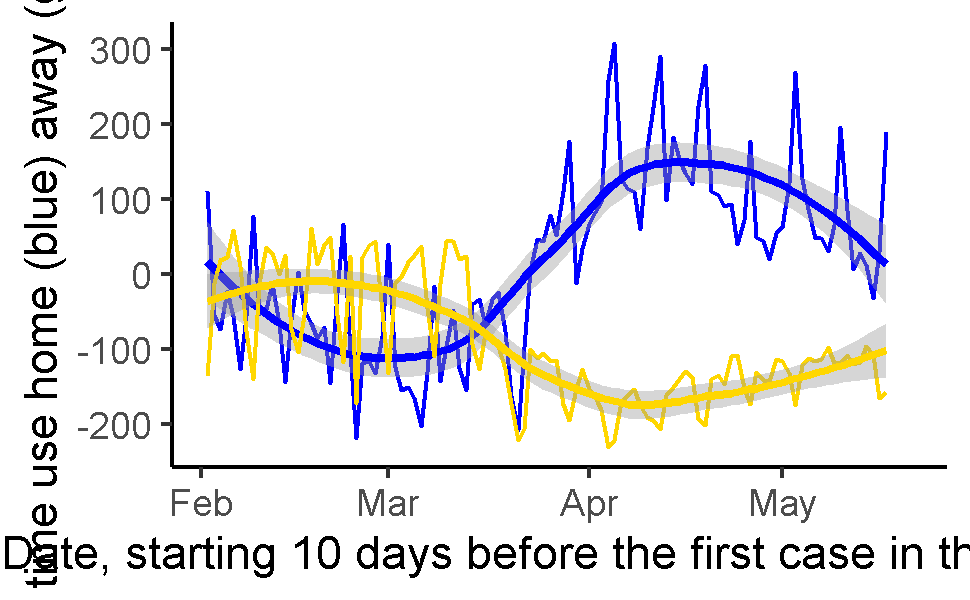 time use home (blue) away (
300
200
100
0
-100
-200
Feb Mar Apr May
Date, starting 10 days before the first case in th